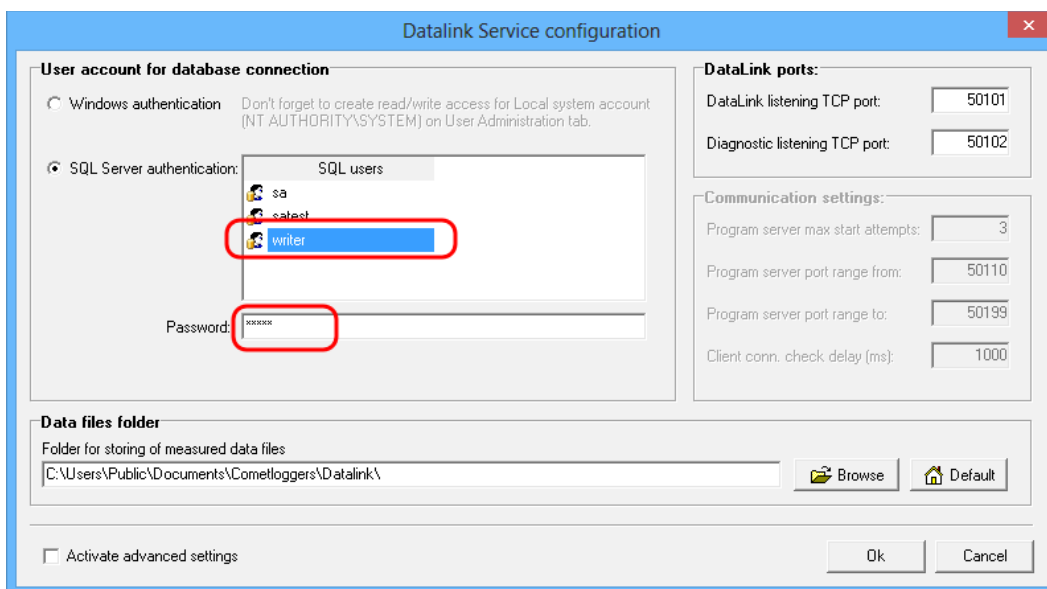 Datalink Service configuration
User account for database connection
Windows authentication
Don't forget to create read/write access for Local system account
(NT AUTHORITY\SYSTEM) on User Administration tab.
SQL Server authentication:
SQL users
sa
satest
writer
Password:
*****
DataLink ports:
DataLink listening TCP port: 50101
Diagnostic listening TCP port: 50102
Communication settings:
Program server max start attempts: 3
Program server port range from: 50110
Program server port range to: 50199
Client conn. check delay (ms): 1000
Data files folder
Folder for storing of measured data files
C:\Users\Public\Documents\Cometloggers\Datalink\
Browse
Default
Activate advanced settings
Ok
Cancel